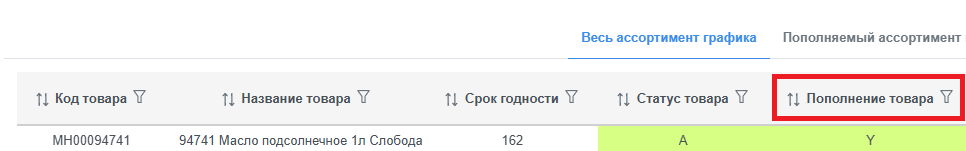 Весь ассортимент графика Пополняемый ассортимент
Код товара Название товара Срок годности Статус товара Пополнение товара
МН00094741 94741 Масло подсолнечное 1л Слобода 162 A Y